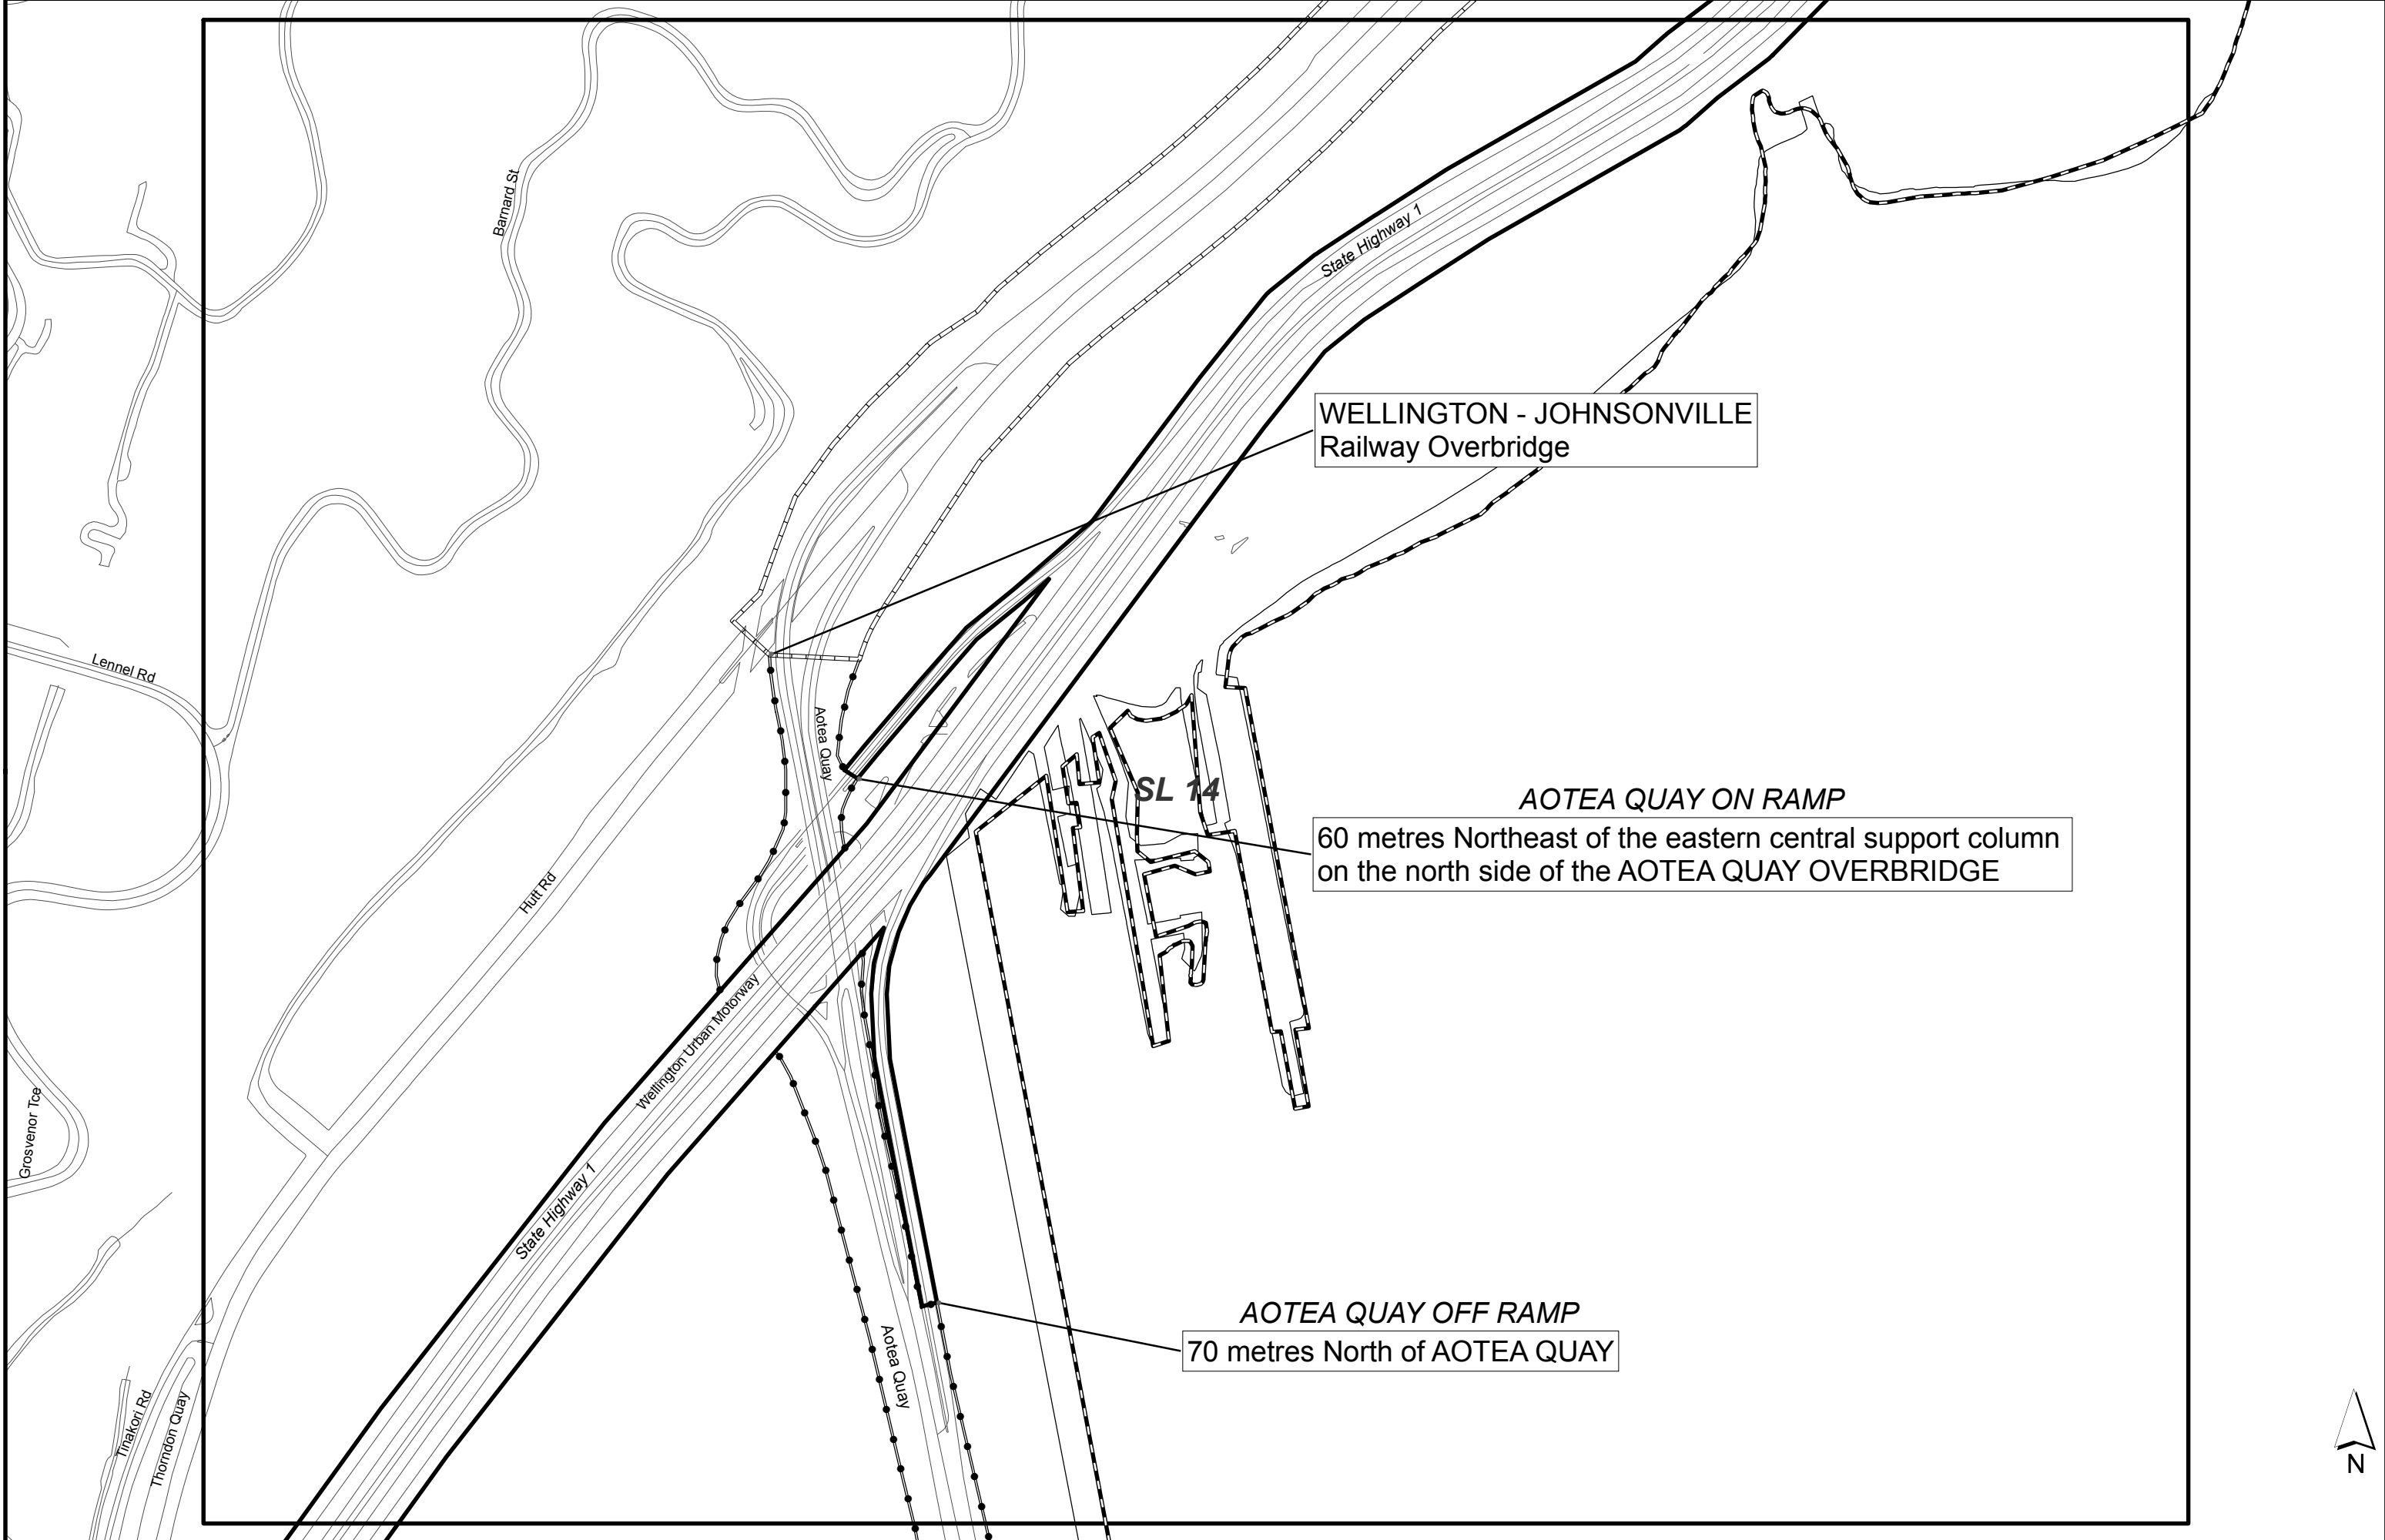 Barnard St
State Highway 1
WELLINGTON - JOHNSONVILLE
Railway Overbridge
Lennel Rd
Aotea Quay
SL 14
AOTEA QUAY ON RAMP
60 metres Northeast of the eastern central support column
on the north side of the AOTEA QUAY OVERBRIDGE
Hutt Rd
Wellington Urban Motorway
Grosvenor Tce
State Highway 1
AOTEA QUAY OFF RAMP
70 metres North of AOTEA QUAY
Aotea Quay
Tinakori Rd
Thorndon Quay
N